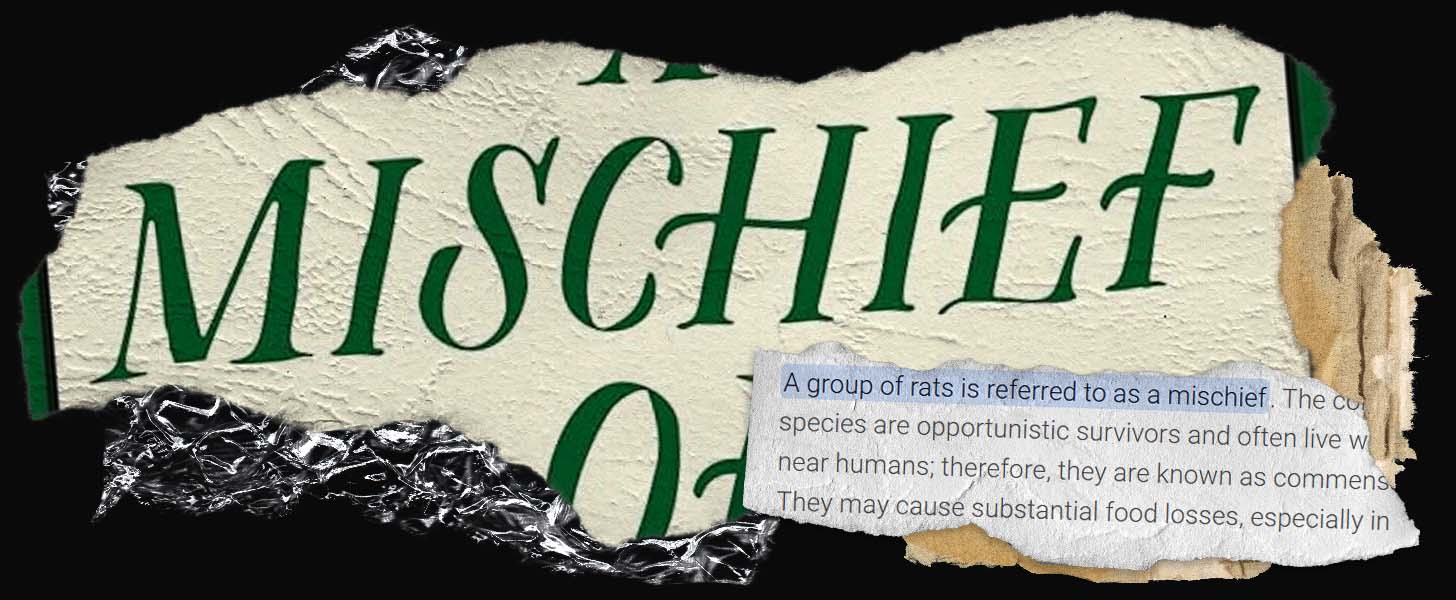 MISCHIEF
A group of rats is referred to as a mischief. The
species are opportunistic survivors and often live
near humans; therefore, they are known as
They may cause substantial food losses, especially in